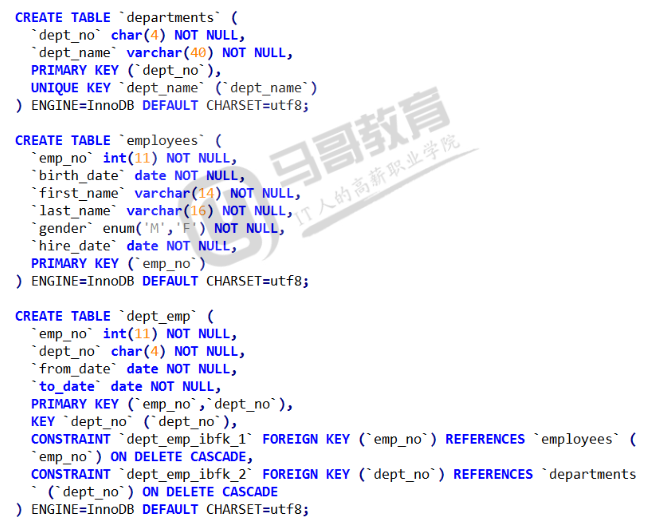 CREATE TABLE `departments` (
`dept_no` char(4) NOT NULL,
`dept_name` varchar(40) NOT NULL,
PRIMARY KEY (`dept_no`),
UNIQUE KEY `dept_name` (`dept_name`)
) ENGINE=InnoDB DEFAULT CHARSET=utf8;
CREATE TABLE `employees` (
`emp_no` int(11) NOT NULL,
`birth_date` date NOT NULL,
`first_name` varchar(14) NOT NULL,
`last_name` varchar(16) NOT NULL,
`gender` enum('M','F') NOT NULL,
`hire_date` date NOT NULL,
PRIMARY KEY (`emp_no`)
) ENGINE=InnoDB DEFAULT CHARSET=utf8;
马哥教育
IT人的高薪职业学院
CREATE TABLE `dept_emp` (
`emp_no` int(11) NOT NULL,
`dept_no` char(4) NOT NULL,
`from_date` date NOT NULL,
`to_date` date NOT NULL,
PRIMARY KEY (`emp_no`,`dept_no`),
KEY `dept_no` (`dept_no`),
CONSTRAINT `dept_emp_ibfk_1` FOREIGN KEY (`emp_no`) REFERENCES `employees` (
`emp_no`) ON DELETE CASCADE,
CONSTRAINT `dept_emp_ibfk_2` FOREIGN KEY (`dept_no`) REFERENCES `departments
` (`dept_no`) ON DELETE CASCADE
) ENGINE=InnoDB DEFAULT CHARSET=utf8;